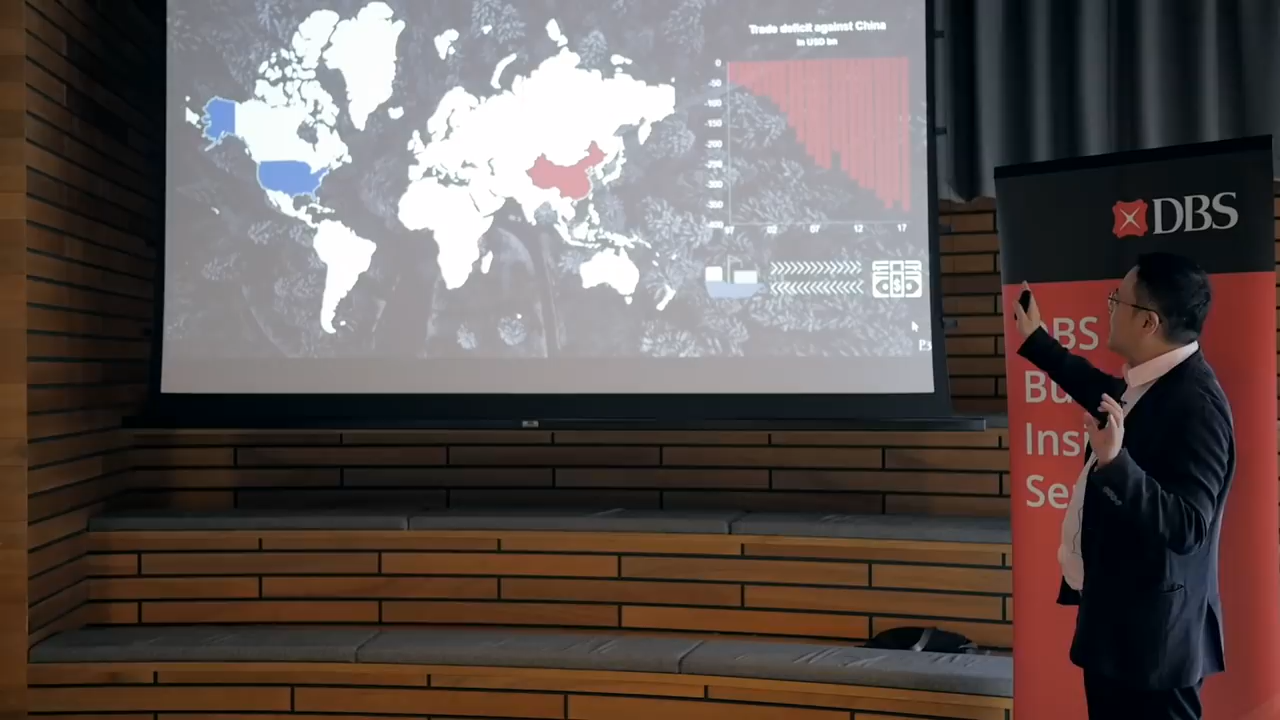 Trade deficit against China
in USD bn
0
-50
-100
-150
-200
-250
-300
-350
97
02
07
12
17
$
DBS
DBS
Bu
Insi
Se